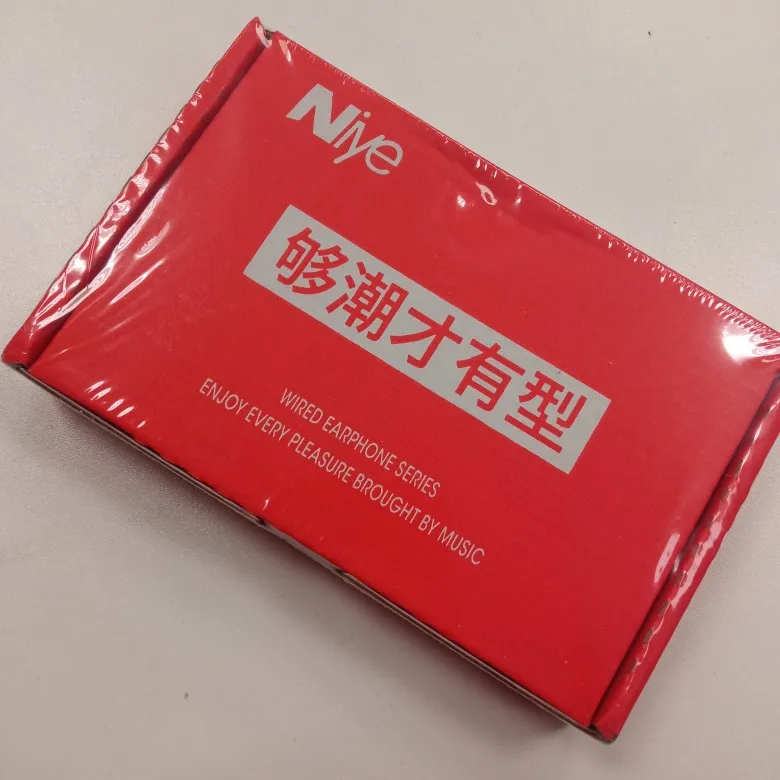 Niye
够潮才有型
WIRED EARPHONE SERIES
ENJOY EVERY PLEASURE BROUGHT BY MUSIC